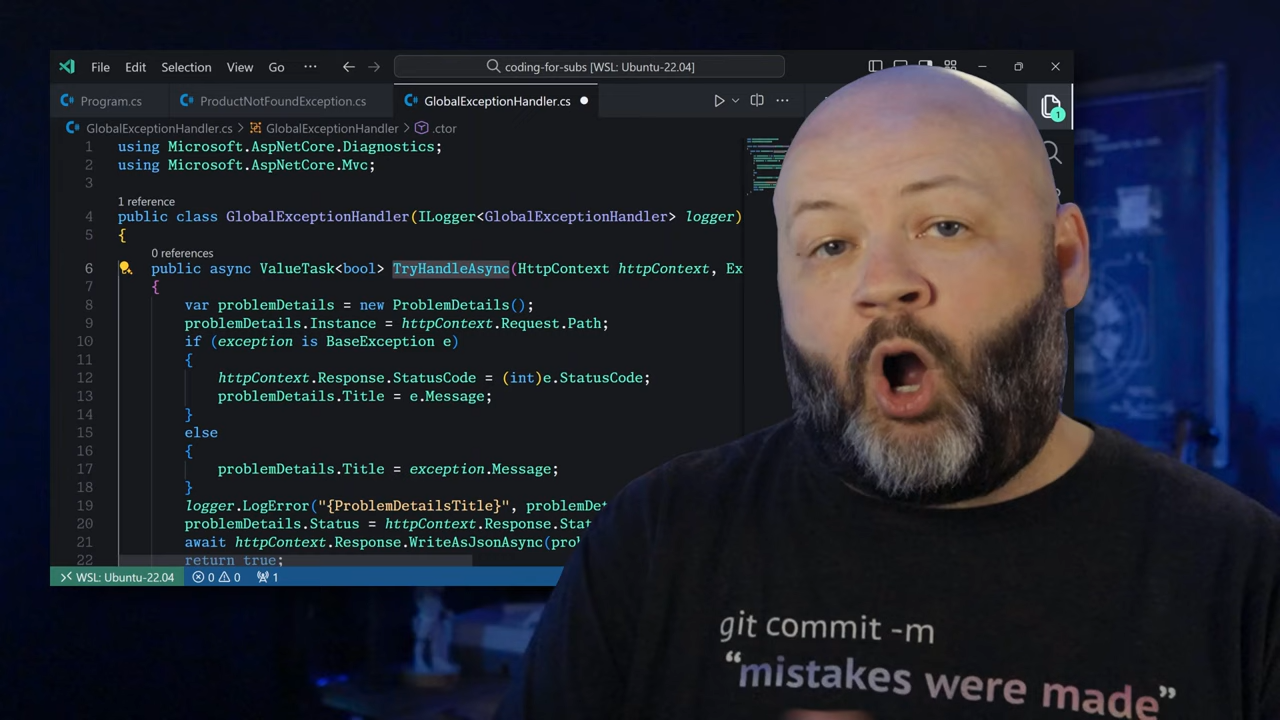 File Edit Selection View Go ··· coding-for-subs [WSL: Ubuntu-22.04]
Program.cs ProductNotFoundException.cs GlobalExceptionHandler.cs
GlobalExceptionHandler.cs > GlobalExceptionHandler > .ctor
1 using Microsoft.AspNetCore.Diagnostics;
2 using Microsoft.AspNetCore.Mvc;
3
1 reference
4 public class GlobalExceptionHandler(ILogger<GlobalExceptionHandler> logger)
5 {
0 references
6 public async ValueTask<bool> TryHandleAsync(HttpContext httpContext, Ex
7 {
8 var problemDetails = new ProblemDetails();
9 problemDetails.Instance = httpContext.Request.Path;
10 if (exception is BaseException e)
11 {
12 httpContext.Response.StatusCode = (int)e.StatusCode;
13 problemDetails.Title = e.Message;
14 }
15 else
16 {
17 problemDetails.Title = exception.Message;
18 }
19 logger.LogError("{ProblemDetailsTitle}", problemDet
20 problemDetails.Status = httpContext.Response.Stat
21 await httpContext.Response.WriteAsJsonAsync(prob
22 return true;
WSL: Ubuntu-22.04 0 0 1
1
git commit -m
“mistakes were made”